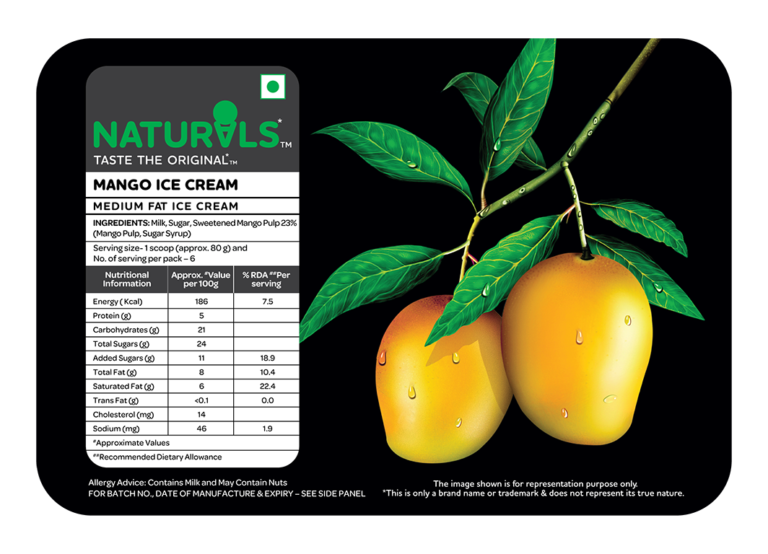 NATURALS*™
TASTE THE ORIGINAL*™
MANGO ICE CREAM
MEDIUM FAT ICE CREAM
INGREDIENTS: Milk, Sugar, Sweetened Mango Pulp 23%
(Mango Pulp, Sugar Syrup)
Serving size- 1 scoop (approx. 80 g) and
No. of serving per pack – 6
Nutritional Information Approx. #Value per 100g % RDA ##Per serving
Energy ( Kcal) 186 7.5
Protein (g) 5
Carbohydrates (g) 21
Total Sugars (g) 24
Added Sugars (g) 11 18.9
Total Fat (g) 8 10.4
Saturated Fat (g) 6 22.4
Trans Fat (g) <0.1 0.0
Cholesterol (mg) 14
Sodium (mg) 46 1.9
#Approximate Values
##Recommended Dietary Allowance
Allergy Advice: Contains Milk and May Contain Nuts
FOR BATCH NO., DATE OF MANUFACTURE & EXPIRY – SEE SIDE PANEL
The image shown is for representation purpose only.
*This is only a brand name or trademark & does not represent its true nature.